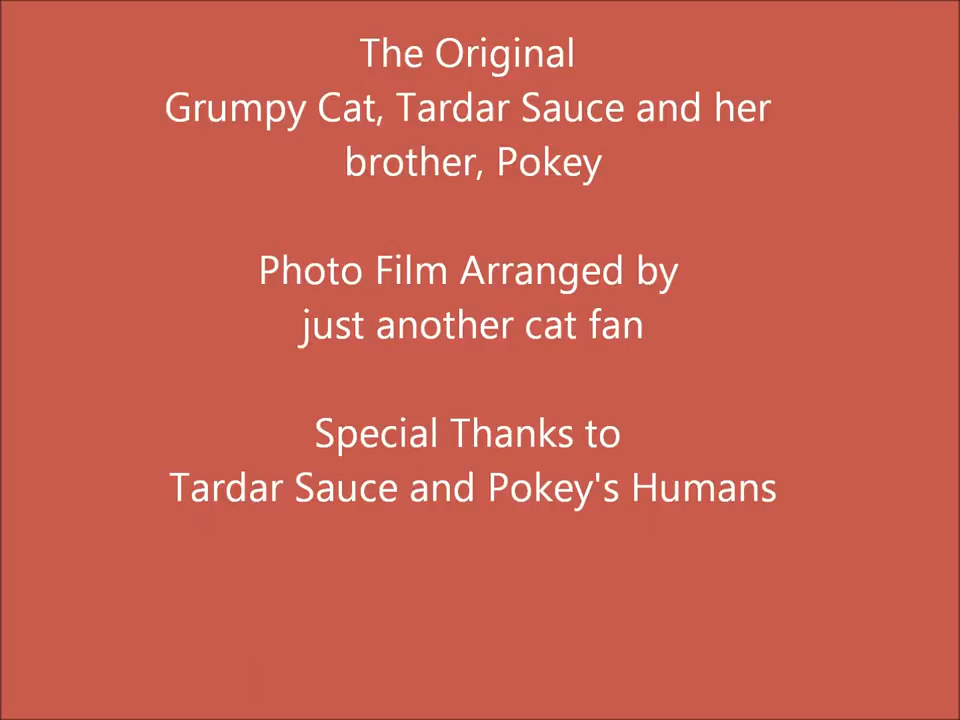 The Original
Grumpy Cat, Tardar Sauce and her
brother, Pokey
Photo Film Arranged by
just another cat fan
Special Thanks to
Tardar Sauce and Pokey's Humans